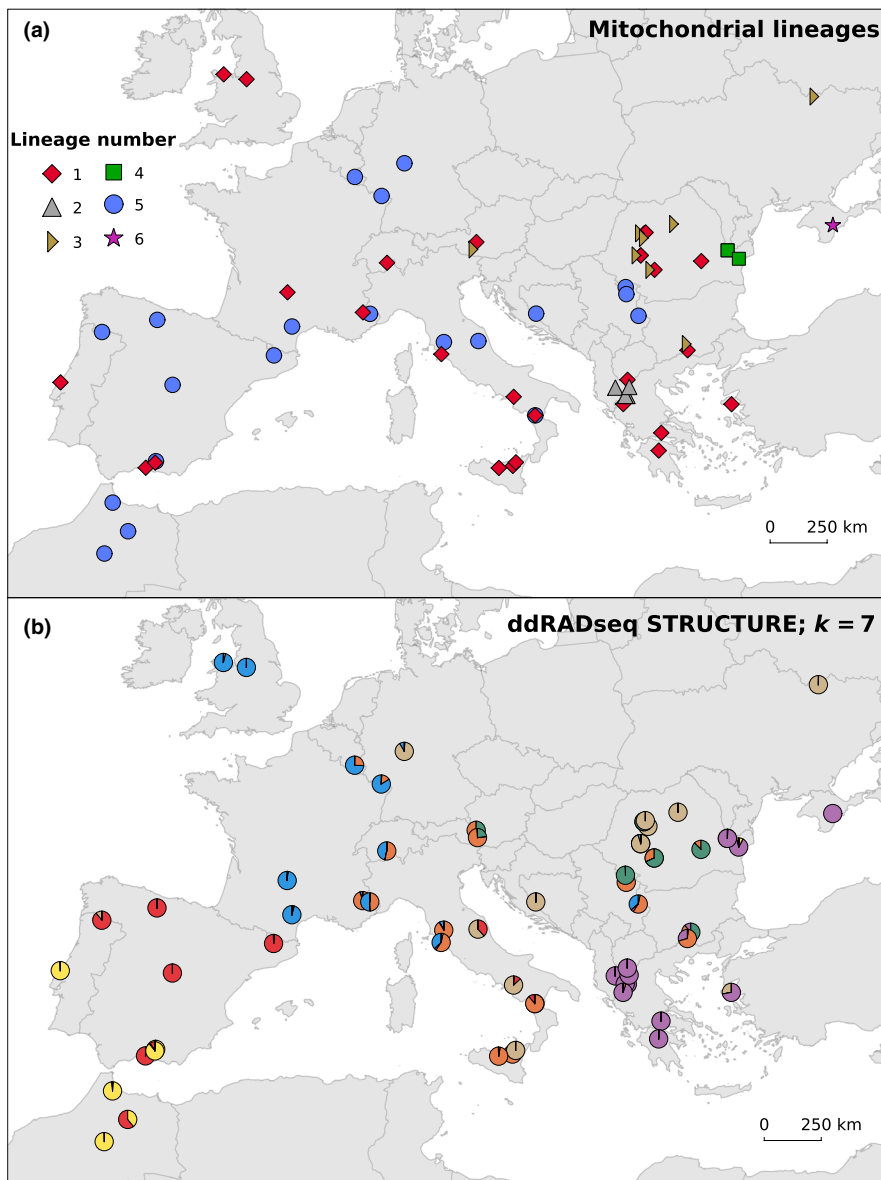 (a)
Mitochondrial lineages
Lineage number
1
4
2
5
3
6
0 250 km
(b)
ddRADseq STRUCTURE; k = 7
0 250 km